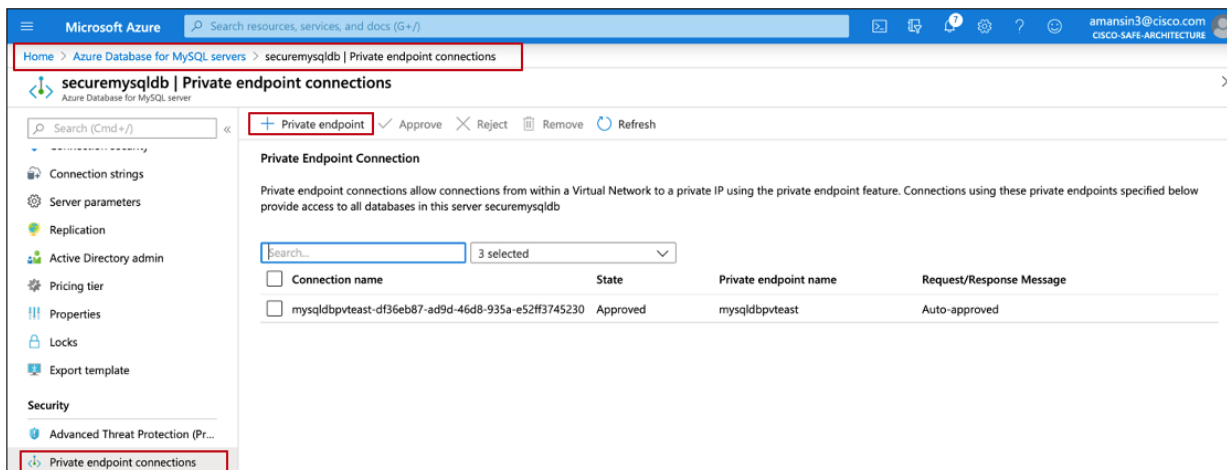 Microsoft Azure
Search resources, services, and docs (G+/)
7
amansin3@cisco.com
CISCO-SAFE-ARCHITECTURE
Home > Azure Database for MySQL servers > securemysqldb | Private endpoint connections
securemysqldb | Private endpoint connections
Azure Database for MySQL server
Search (Cmd+/)
«
Private endpoint
Approve
Reject
Remove
Refresh
Connection strings
Server parameters
Replication
Active Directory admin
Pricing tier
Properties
Locks
Export template
Security
Advanced Threat Protection (Pr...
Private endpoint connections
Private Endpoint Connection
Private endpoint connections allow connections from within a Virtual Network to a private IP using the private endpoint feature. Connections using these private endpoints specified below
provide access to all databases in this server securemysqldb
Search...
3 selected
Connection name State Private endpoint name Request/Response Message
mysqldbpvteast-df36eb87-ad9d-46d8-935a-e52ff3745230 Approved mysqldbpvteast Auto-approved